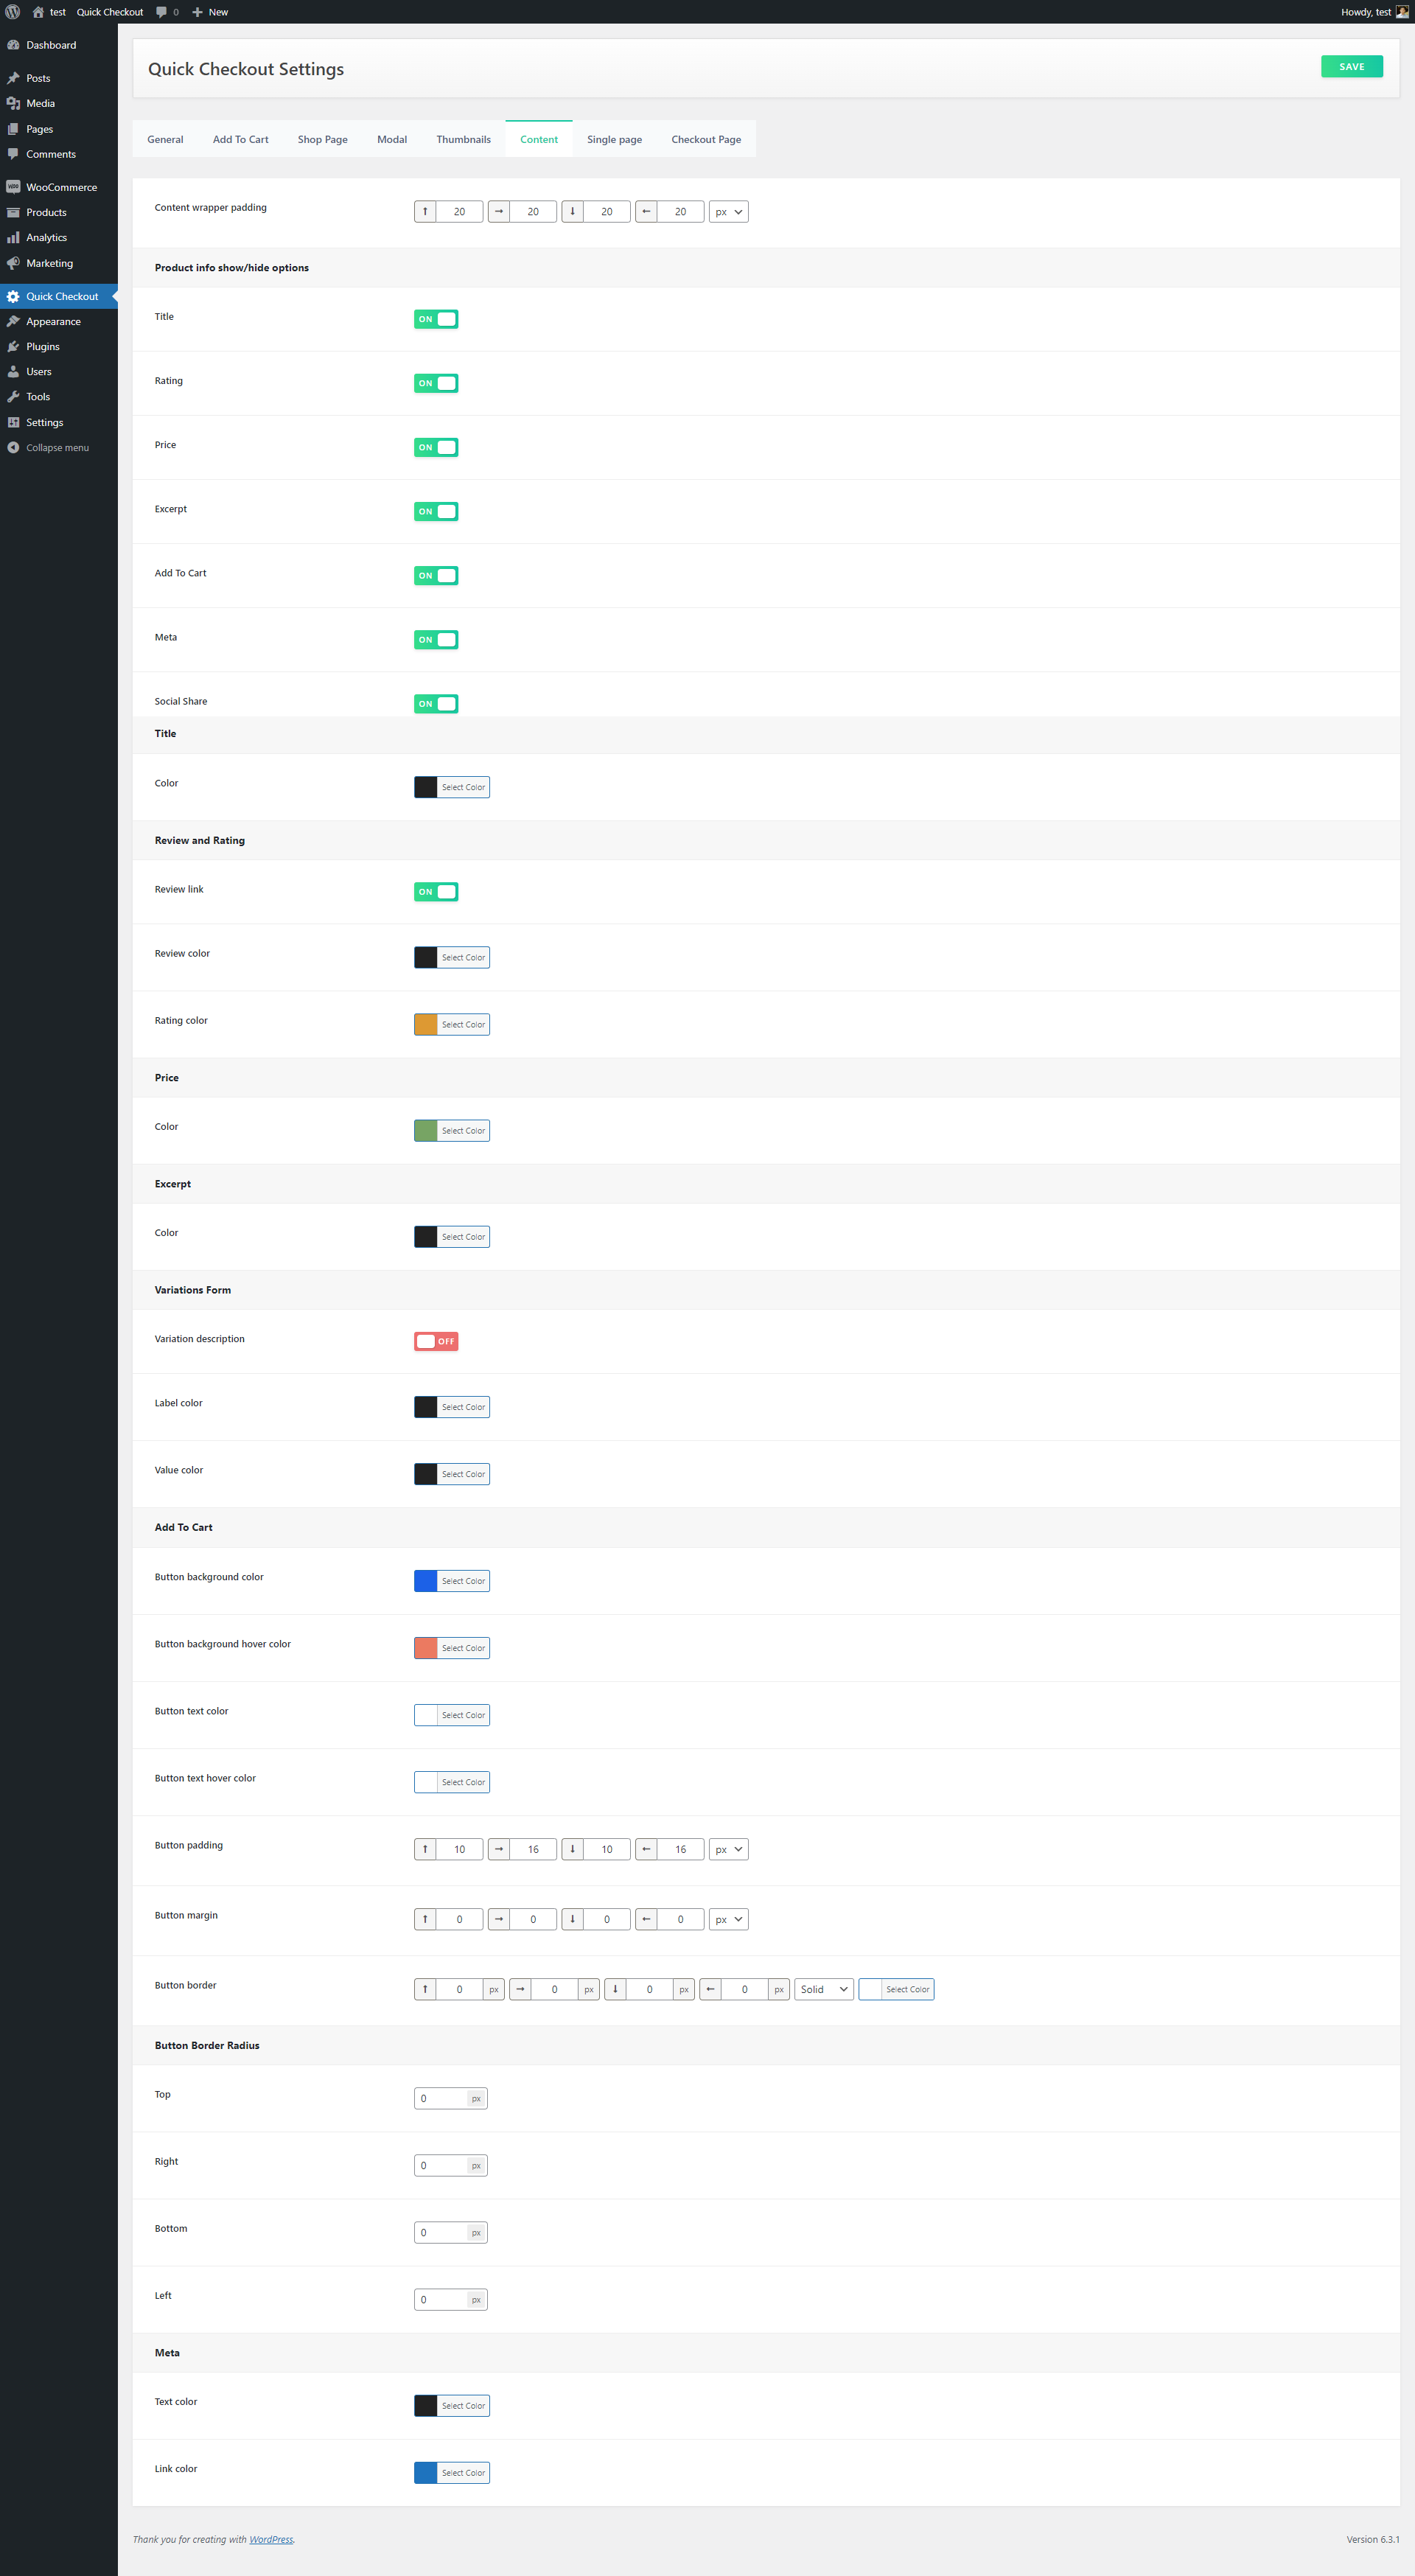 test Quick Checkout 0 New Howdy, test
Dashboard
Posts
Media
Pages
Comments
WooCommerce
Products
Analytics
Marketing
Quick Checkout
Appearance
Plugins
Users
Tools
Settings
Collapse menu
Quick Checkout Settings SAVE
General Add To Cart Shop Page Modal Thumbnails Content Single page Checkout Page
Content wrapper padding 20 20 20 20 px
Product info show/hide options
Title ON
Rating ON
Price ON
Excerpt ON
Add To Cart ON
Meta ON
Social Share ON
Title
Color Select Color
Review and Rating
Review link ON
Review color Select Color
Rating color Select Color
Price
Color Select Color
Excerpt
Color Select Color
Variations Form
Variation description OFF
Label color Select Color
Value color Select Color
Add To Cart
Button background color Select Color
Button background hover color Select Color
Button text color Select Color
Button text hover color Select Color
Button padding 10 16 10 16 px
Button margin 0 0 0 0 px
Button border 0 px 0 px 0 px 0 px Solid Select Color
Button Border Radius
Top 0 px
Right 0 px
Bottom 0 px
Left 0 px
Meta
Text color Select Color
Link color Select Color
Thank you for creating with WordPress. Version 6.3.1